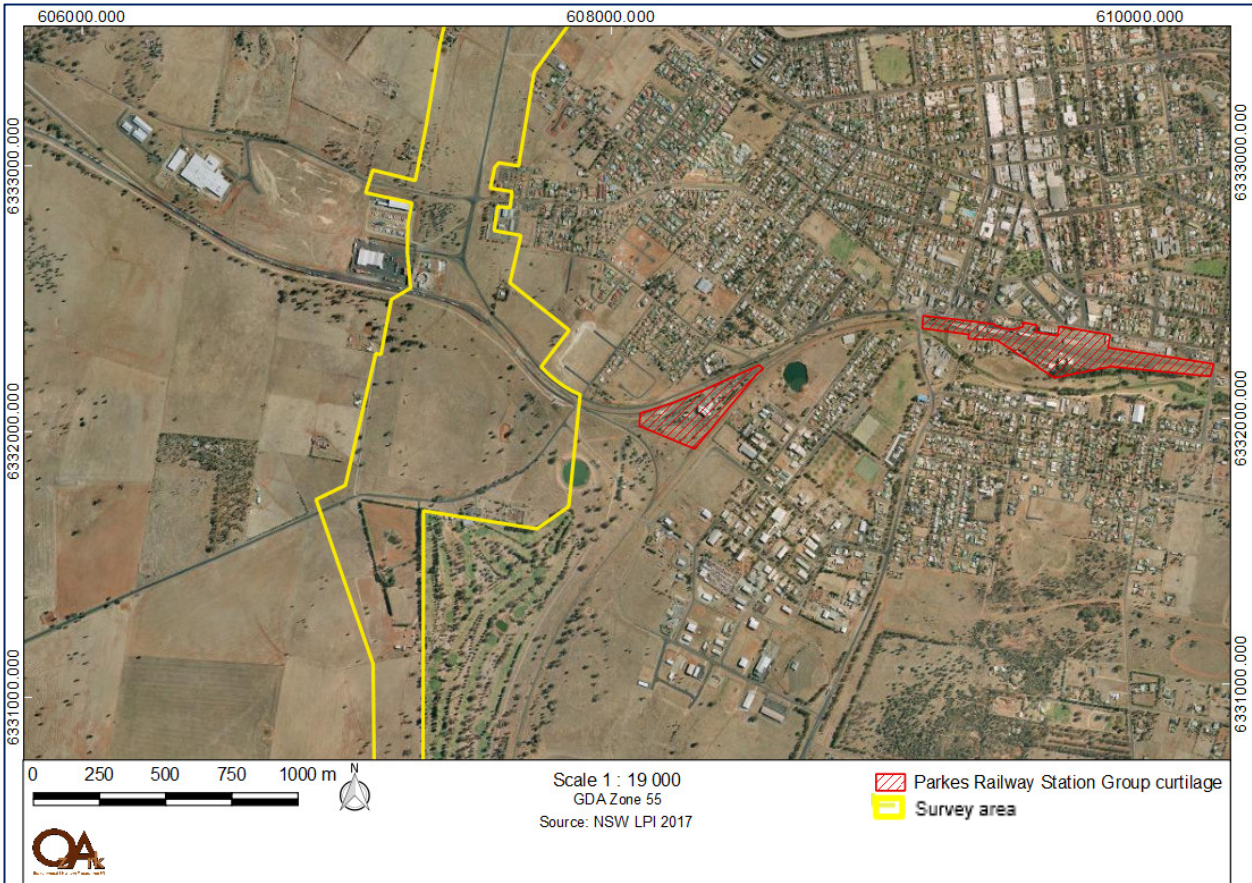 606000.000 608000.000 610000.000
6333000.000 6333000.000
6332000.000 6332000.000
6331000.000 6331000.000
0 250 500 750 1000 m
N
Scale 1 : 19 000
GDA Zone 55
Source: NSW LPI 2017
Parkes Railway Station Group curtilage
Survey area
OzArk